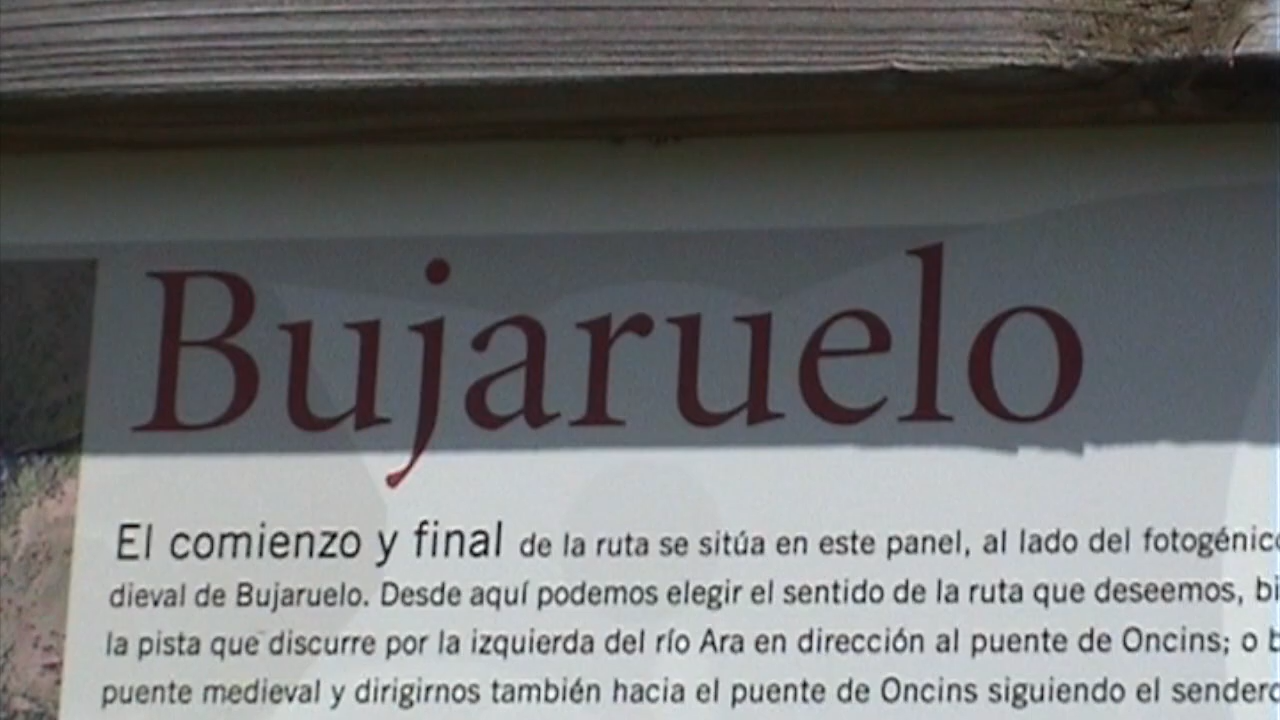 Bujaruelo
El comienzo y final de la ruta se sitúa en este panel, al lado del fotogénico
dieval de Bujaruelo. Desde aquí podemos elegir el sentido de la ruta que deseemos,
la pista que discurre por la izquierda del río Ara en dirección al puente de Oncins; o
puente medieval y dirigirnos también hacia el puente de Oncins siguiendo el sendero